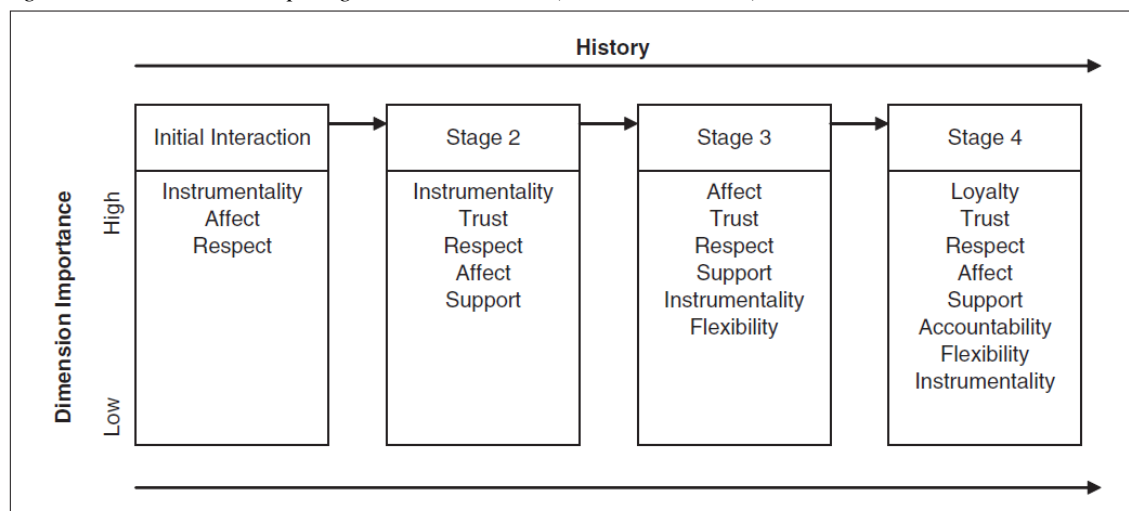 History
Initial Interaction
Instrumentality
Affect
Respect
Stage 2
Instrumentality
Trust
Respect
Affect
Support
Stage 3
Affect
Trust
Respect
Support
Instrumentality
Flexibility
Stage 4
Loyalty
Trust
Respect
Affect
Support
Accountability
Flexibility
Instrumentality
Dimension Importance
High
Low